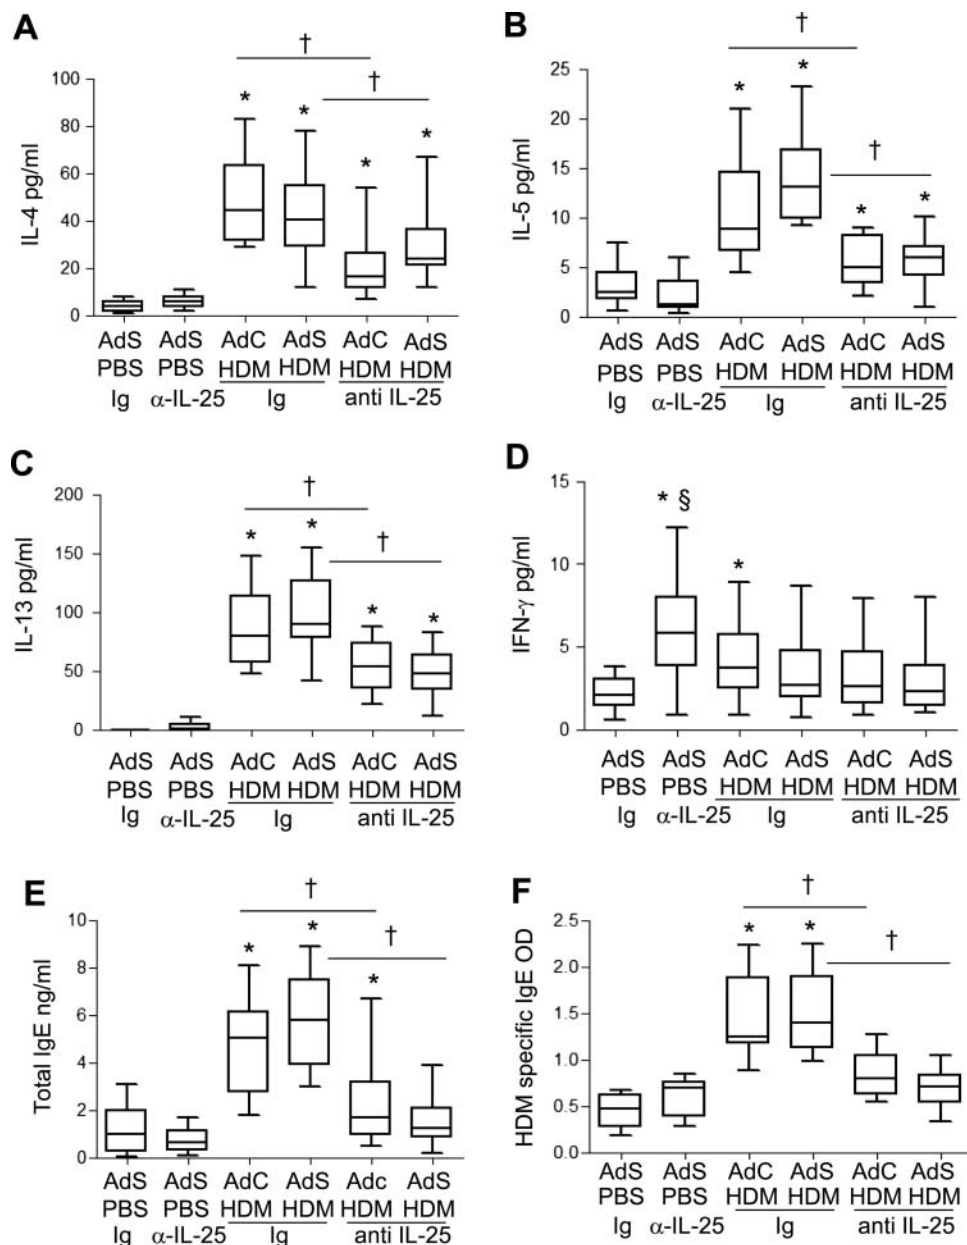 A
IL-4 pg/ml
100
80
60
40
20
0
†
†
* * * *
AdS AdS AdC AdS AdC AdS
PBS PBS HDM HDM HDM HDM
Ig α-IL-25 Ig anti IL-25
B
IL-5 pg/ml
25
20
15
10
5
0
†
†
* * * *
AdS AdS AdC AdS AdC AdS
PBS PBS HDM HDM HDM HDM
Ig α-IL-25 Ig anti IL-25
C
IL-13 pg/ml
200
150
100
50
0
†
†
* * * *
AdS AdS AdC AdS AdC AdS
PBS PBS HDM HDM HDM HDM
Ig α-IL-25 Ig anti IL-25
D
IFN-γ pg/ml
15
10
5
0
* §
*
AdS AdS AdC AdS AdC AdS
PBS PBS HDM HDM HDM HDM
Ig α-IL-25 Ig anti IL-25
E
Total IgE ng/ml
10
8
6
4
2
0
†
†
* * *
AdS AdS AdC AdS Adc AdS
PBS PBS HDM HDM HDM HDM
Ig α-IL-25 Ig anti IL-25
F
HDM specific IgE OD
2.5
2.0
1.5
1.0
0.5
0.0
†
†
* *
AdS AdS AdC AdS AdC AdS
PBS PBS HDM HDM HDM HDM
Ig α-IL-25 Ig anti IL-25